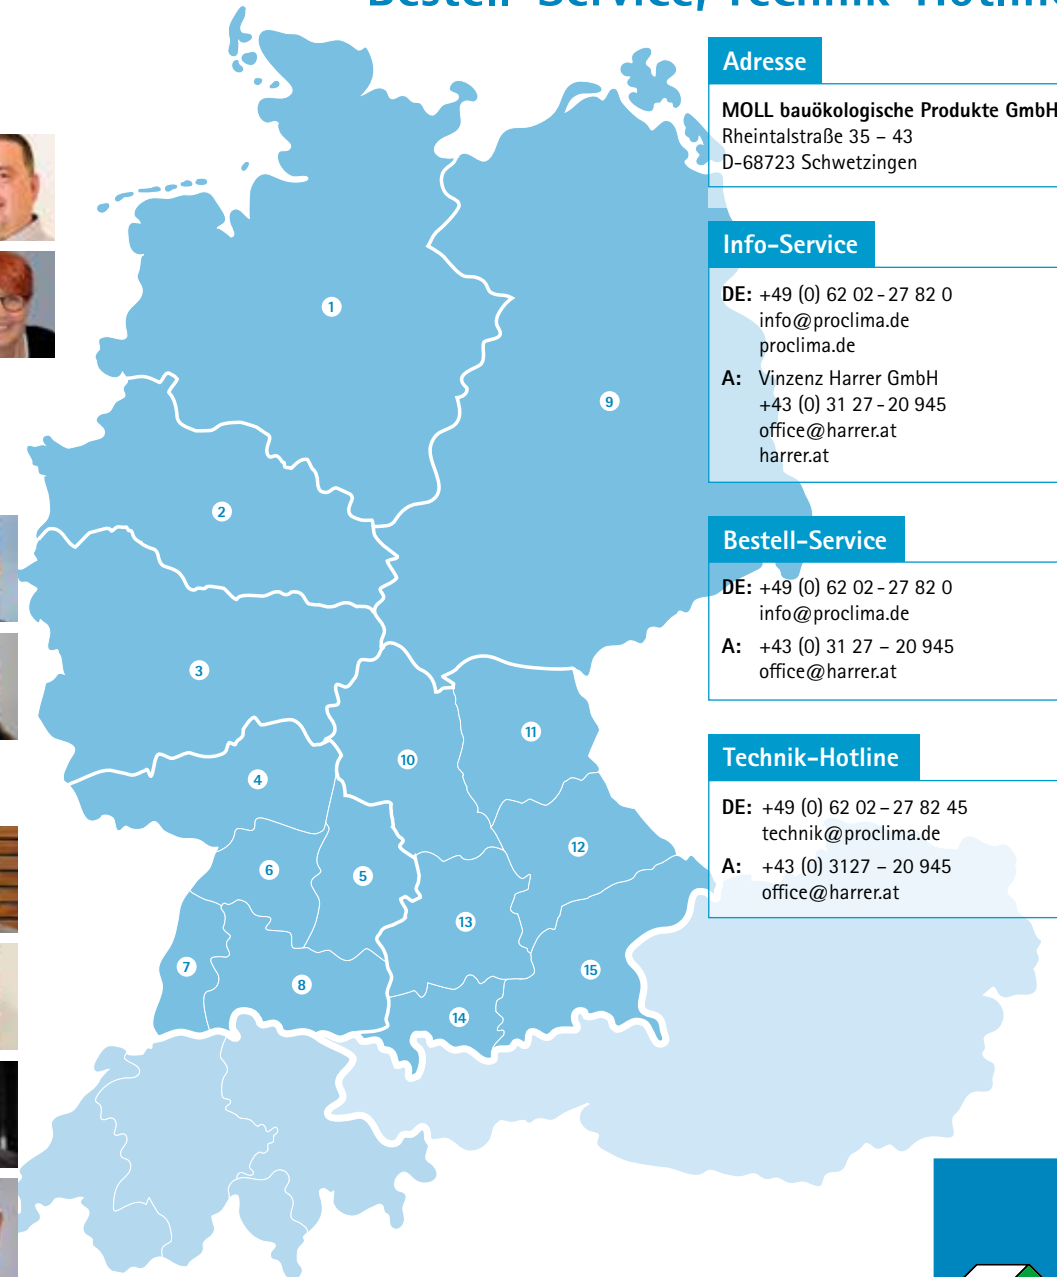 Bestell-Service, Technik-Hotline
Adresse
MOLL bauökologische Produkte GmbH
Rheintalstraße 35 – 43
D-68723 Schwetzingen
Info-Service
DE: +49 (0) 62 02 - 27 82 0
info@proclima.de
proclima.de
A: Vinzenz Harrer GmbH
+43 (0) 31 27 - 20 945
office@harrer.at
harrer.at
Bestell-Service
DE: +49 (0) 62 02 - 27 82 0
info@proclima.de
A: +43 (0) 31 27 – 20 945
office@harrer.at
Technik-Hotline
DE: +49 (0) 62 02 – 27 82 45
technik@proclima.de
A: +43 (0) 3127 – 20 945
office@harrer.at
1
9
2
3
11
10
4
12
6
5
13
7
15
8
14